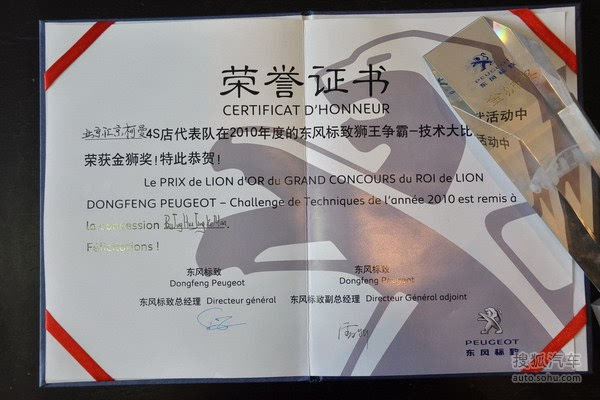 荣誉证书
CERTIFICAT D'HONNEUR
4S店代表队在2010年度的东风标致狮王争霸—技术大比
活动中
荣获金狮奖！特此恭贺！
活动中
Le PRIX de LION d'OR du GRAND CONCOURS du ROI de LION
DONGFENG PEUGEOT – Challenge de Techniques de l'année 2010 est remis à
la concession
Félicitations !
东风标致
Dongfeng Peugeot
东风标致
Dongfeng Peugeot
东风标致总经理 Directeur général
东风标致副总经理 Directeur Général adjoint
PEUGEOT
东风标致
PEUGEOT
东风标致
搜狐汽车
auto.sohu.com